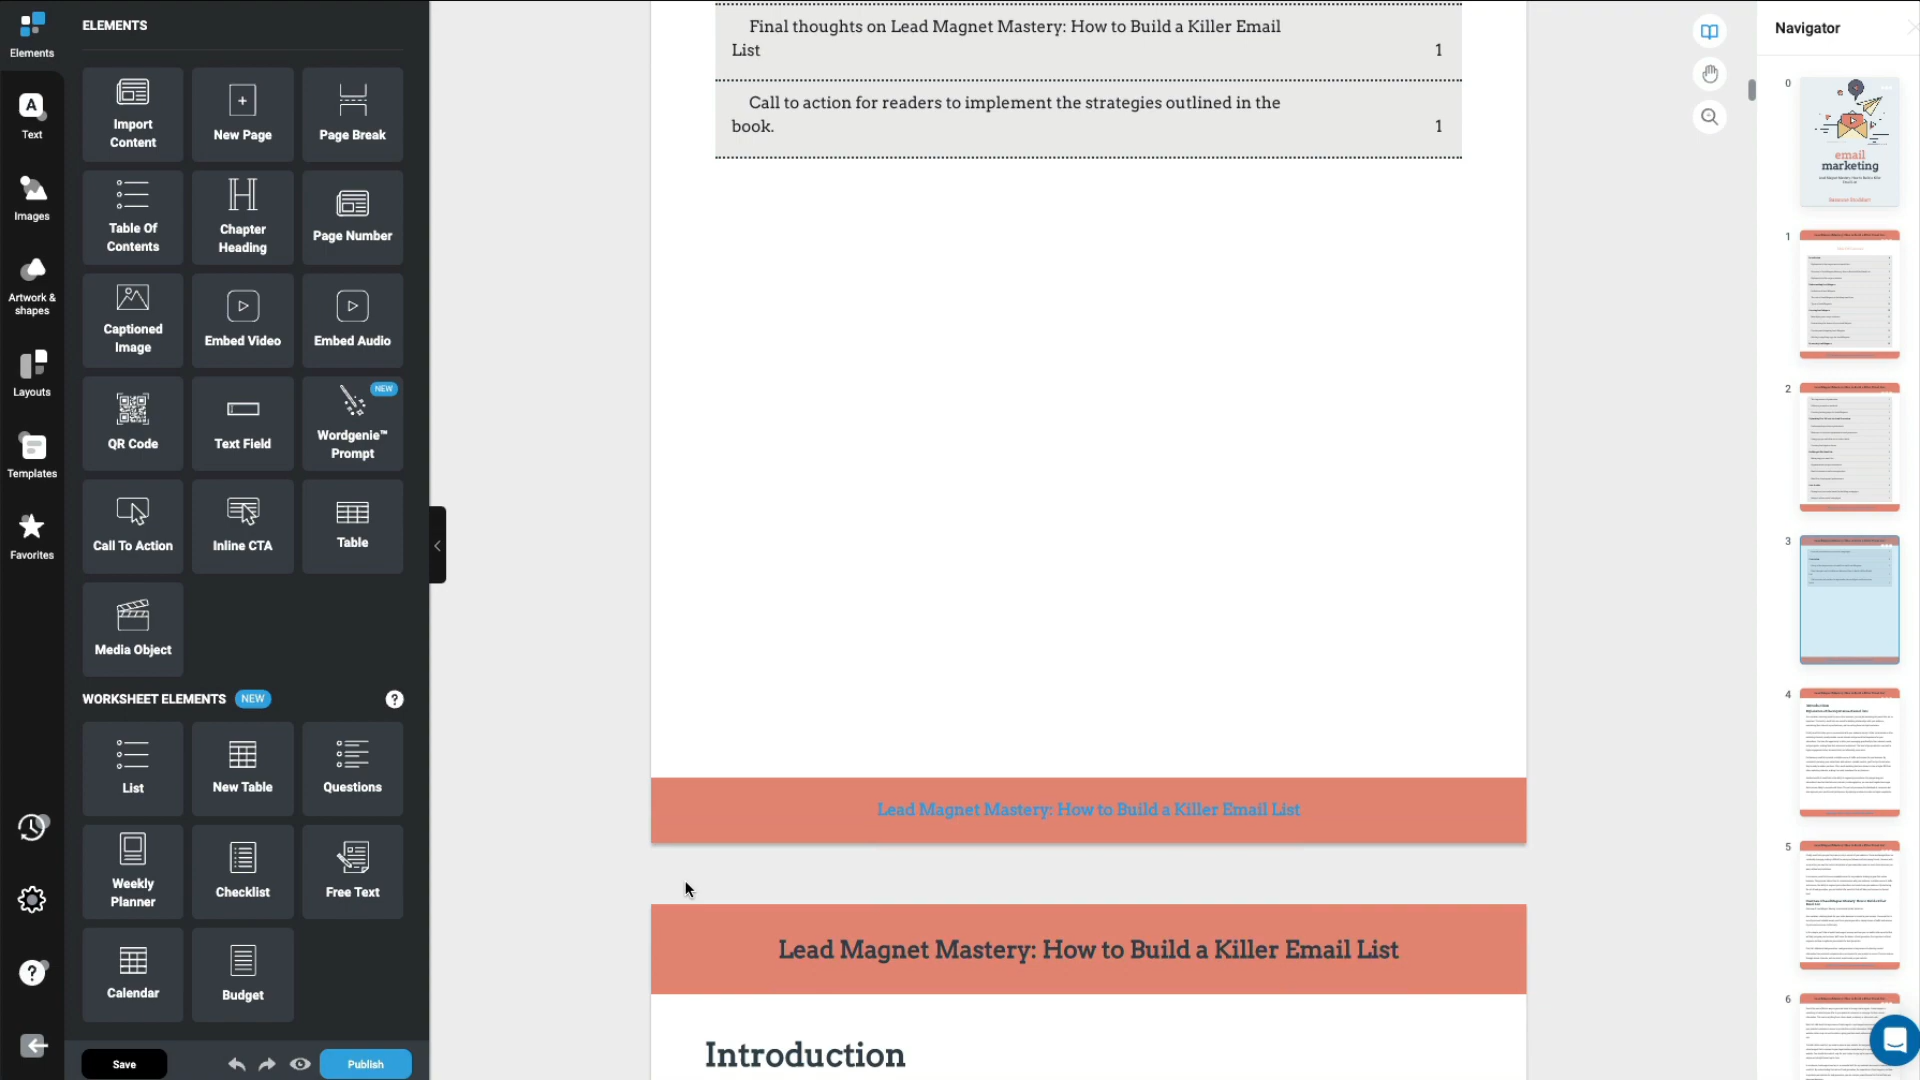 Elements
Text
Images
Artwork &
shapes
Layouts
Templates
Favorites
ELEMENTS
Import
Content
New Page
Page Break
Table Of
Contents
Chapter
Heading
Page Number
Captioned
Image
Embed Video
Embed Audio
QR Code
Text Field
NEW
Wordgenie™
Prompt
Call To Action
Inline CTA
Table
Media Object
WORKSHEET ELEMENTS NEW ?
List
New Table
Questions
Weekly
Planner
Checklist
Free Text
Calendar
Budget
Save
Publish
Final thoughts on Lead Magnet Mastery: How to Build a Killer Email
List 1
Call to action for readers to implement the strategies outlined in the
book. 1
Lead Magnet Mastery: How to Build a Killer Email List
Lead Magnet Mastery: How to Build a Killer Email List
Introduction
Navigator
0
email
marketing
1
2
3
4
5
6